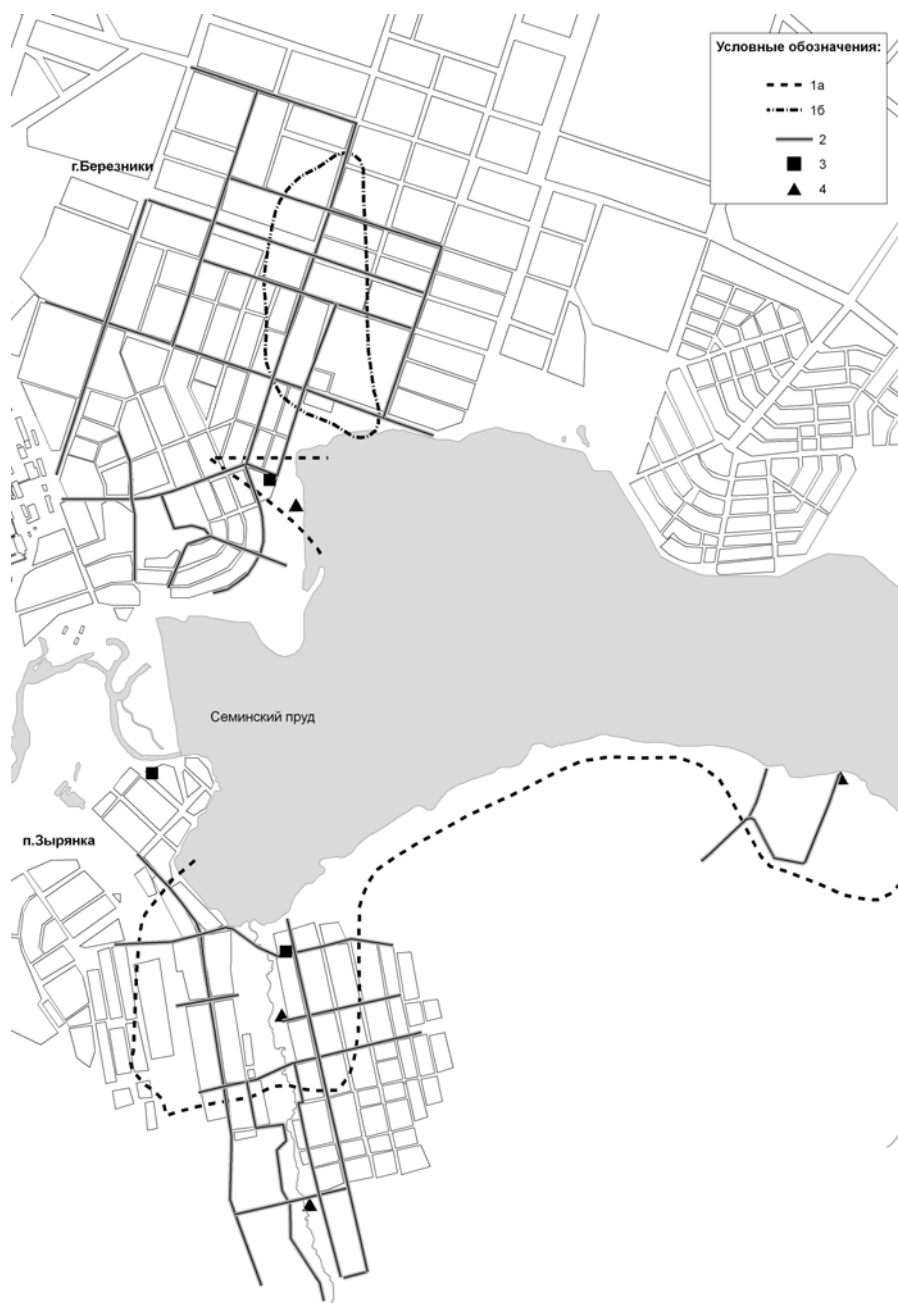 Условные обозначения:
1а
1б
2
3
4
г.Березники
Семинский пруд
п.Зырянка